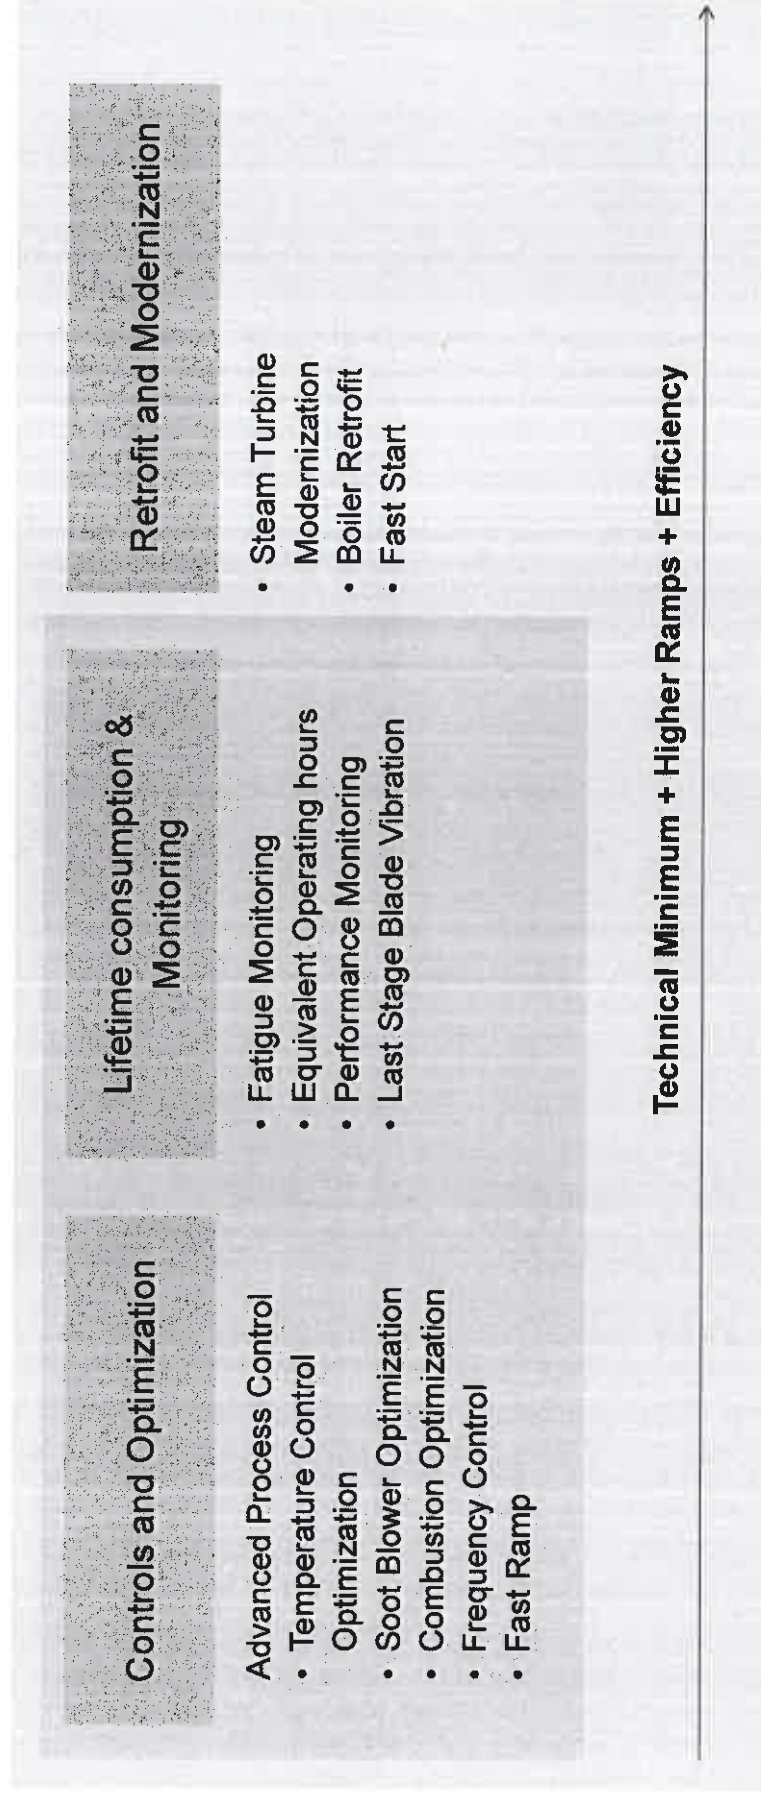 Controls and Optimization
Advanced Process Control
• Temperature Control
Optimization
• Soot Blower Optimization
• Combustion Optimization
• Frequency Control
• Fast Ramp
Lifetime consumption &
Monitoring
• Fatigue Monitoring
• Equivalent Operating hours
• Performance Monitoring
• Last Stage Blade Vibration
Retrofit and Modernization
• Steam Turbine
Modernization
• Boiler Retrofit
• Fast Start
Technical Minimum + Higher Ramps + Efficiency